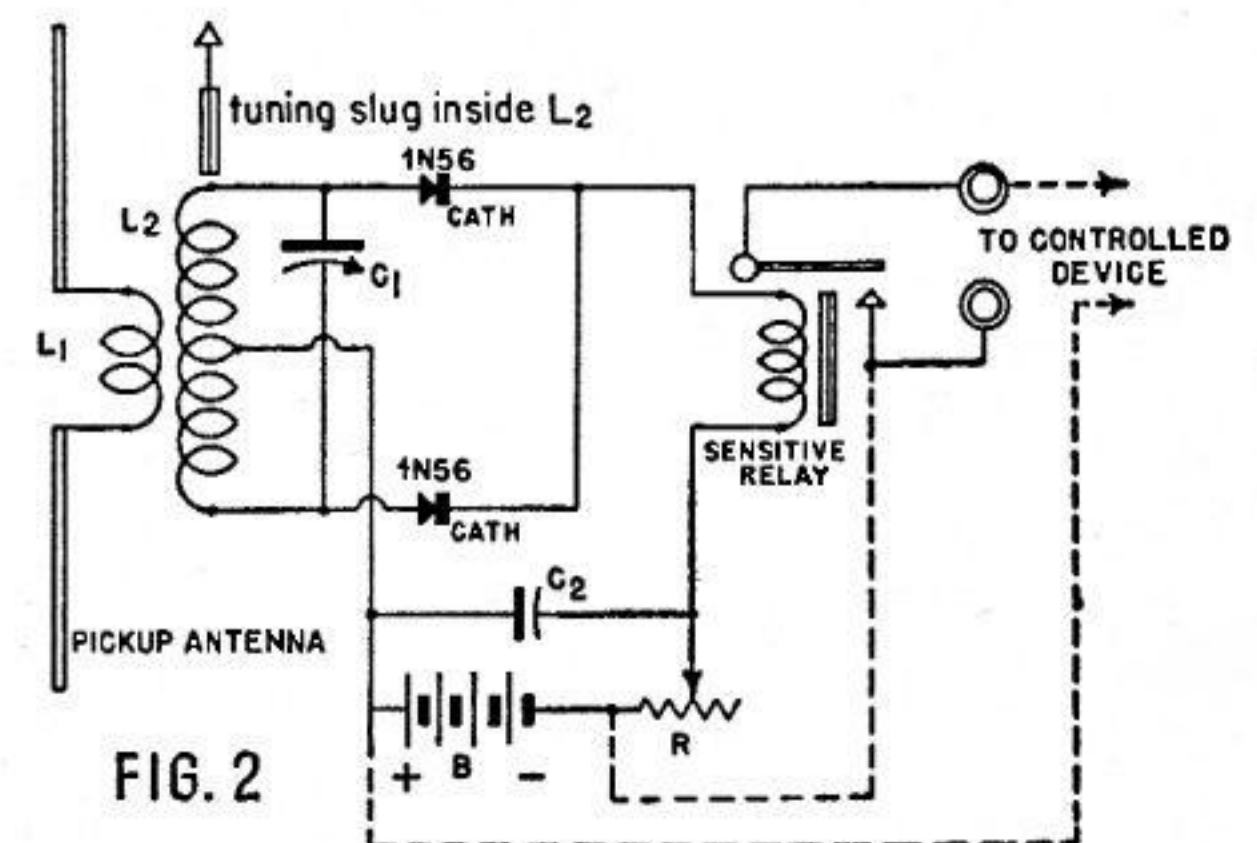 tuning slug inside L2
1N56
CATH
L2
C1
TO CONTROLLED
DEVICE
L1
SENSITIVE
RELAY
1N56
CATH
C2
PICKUP ANTENNA
R
+ B -
FIG. 2